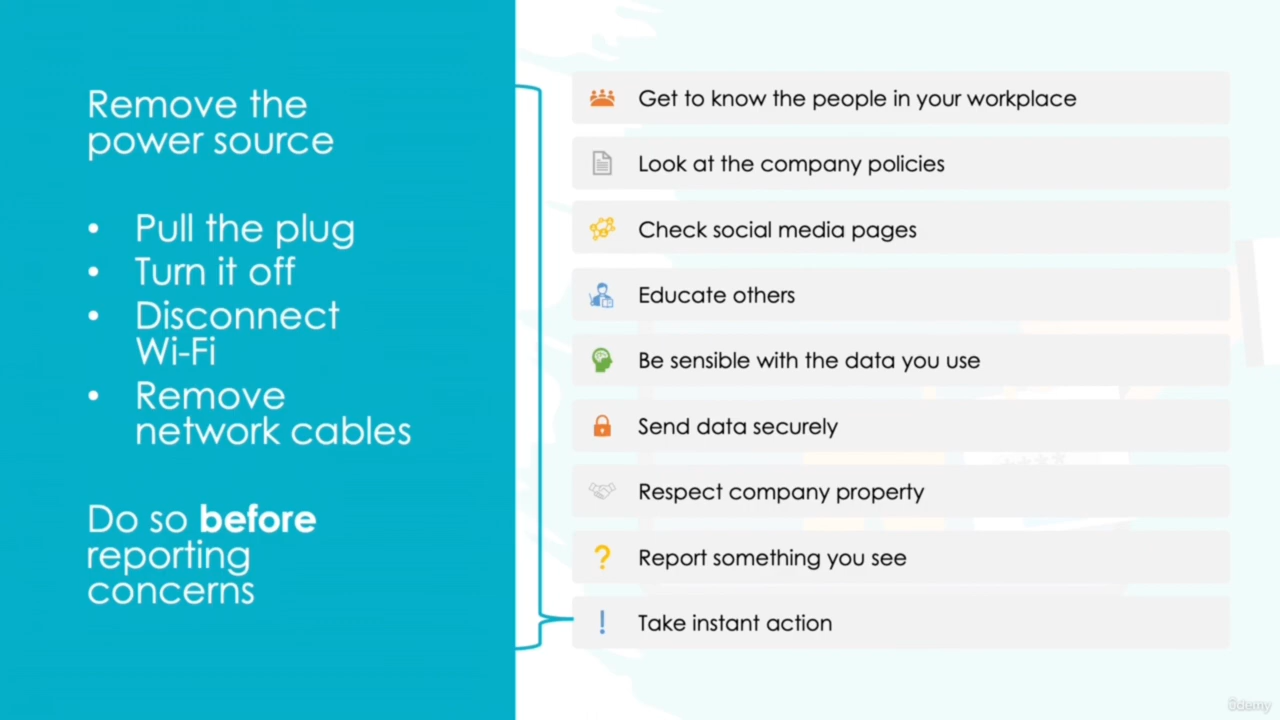 Remove the
power source
• Pull the plug
• Turn it off
• Disconnect
Wi-Fi
• Remove
network cables
Do so before
reporting
concerns
Get to know the people in your workplace
Look at the company policies
Check social media pages
Educate others
Be sensible with the data you use
Send data securely
Respect company property
? Report something you see
! Take instant action
ûdemy